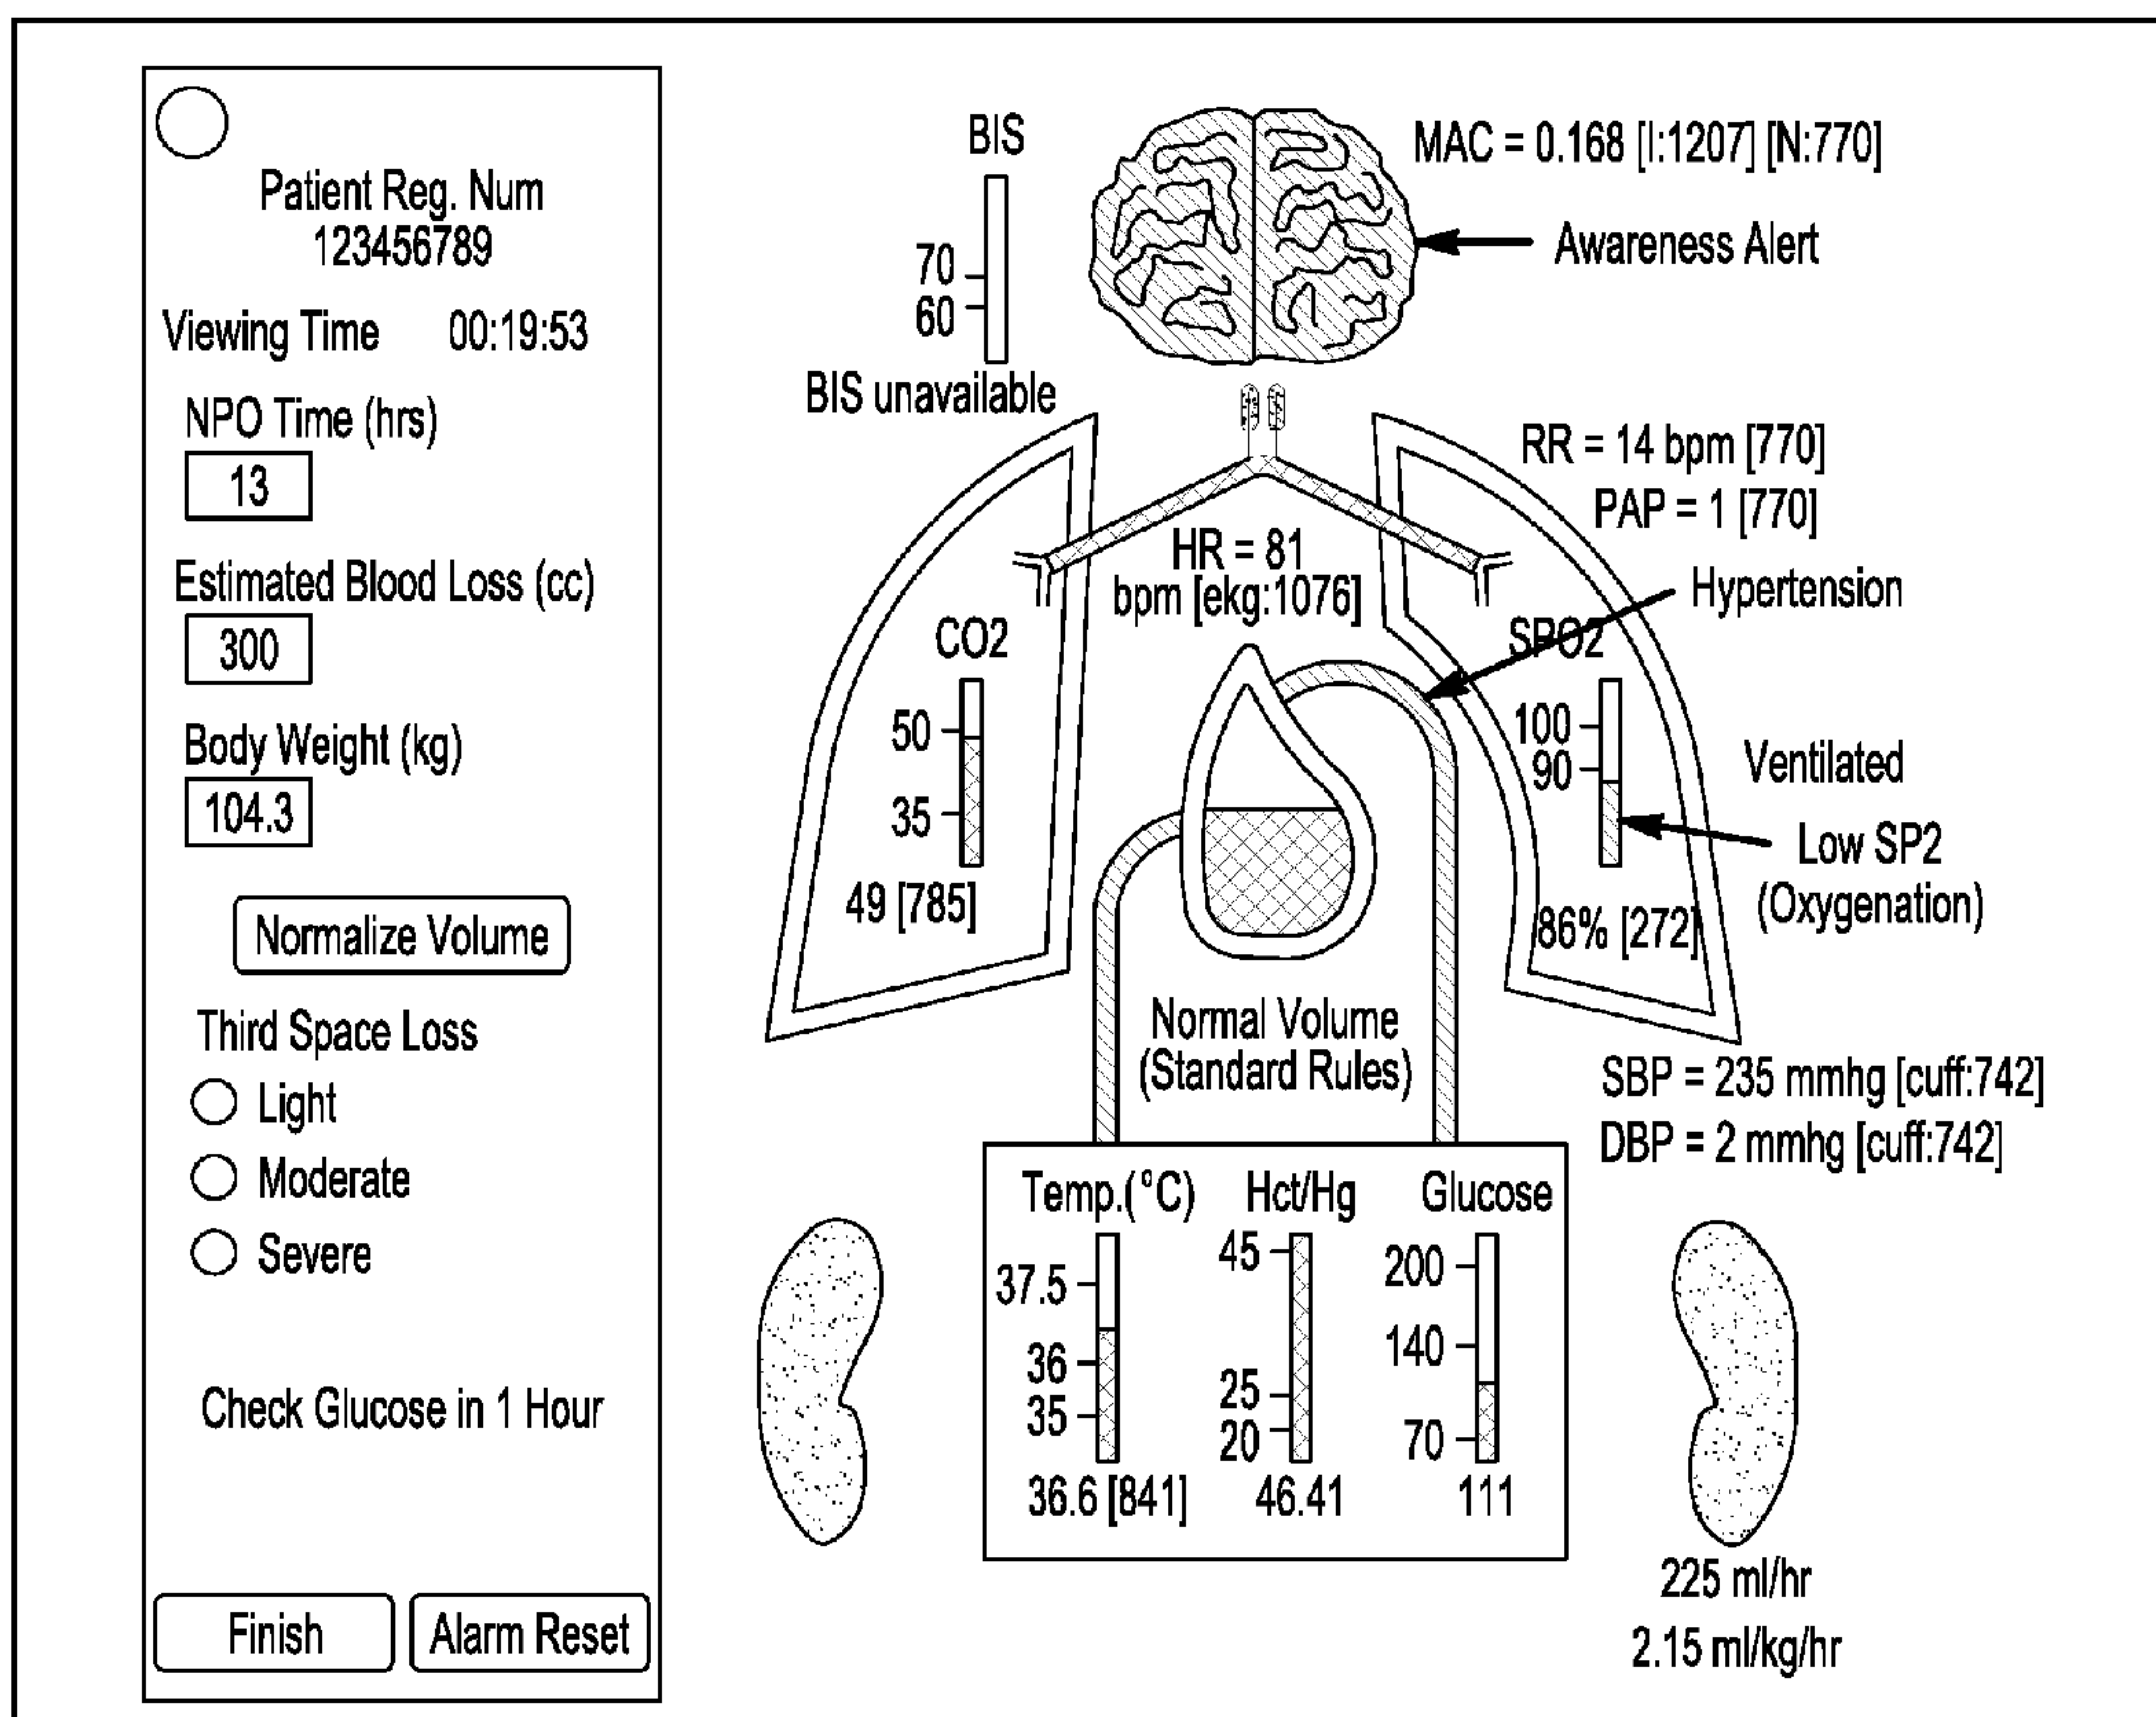 Patient Reg. Num
123456789
Viewing Time 00:19:53
NPO Time (hrs)
13
Estimated Blood Loss (cc)
300
Body Weight (kg)
104.3
Normalize Volume
Third Space Loss
Light
Moderate
Severe
Check Glucose in 1 Hour
Finish
Alarm Reset
BIS
70
60
BIS unavailable
MAC = 0.168 [I:1207] [N:770]
Awareness Alert
RR = 14 bpm [770]
PAP = 1 [770]
HR = 81
bpm [ekg:1076]
Hypertension
CO2
50
35
49 [785]
SPO2
100
90
Ventilated
Low SP2
(Oxygenation)
86% [272]
Normal Volume
(Standard Rules)
SBP = 235 mmhg [cuff:742]
DBP = 2 mmhg [cuff:742]
Temp.(°C)
37.5
36
35
36.6 [841]
Hct/Hg
45
25
20
46.41
Glucose
200
140
70
111
225 ml/hr
2.15 ml/kg/hr